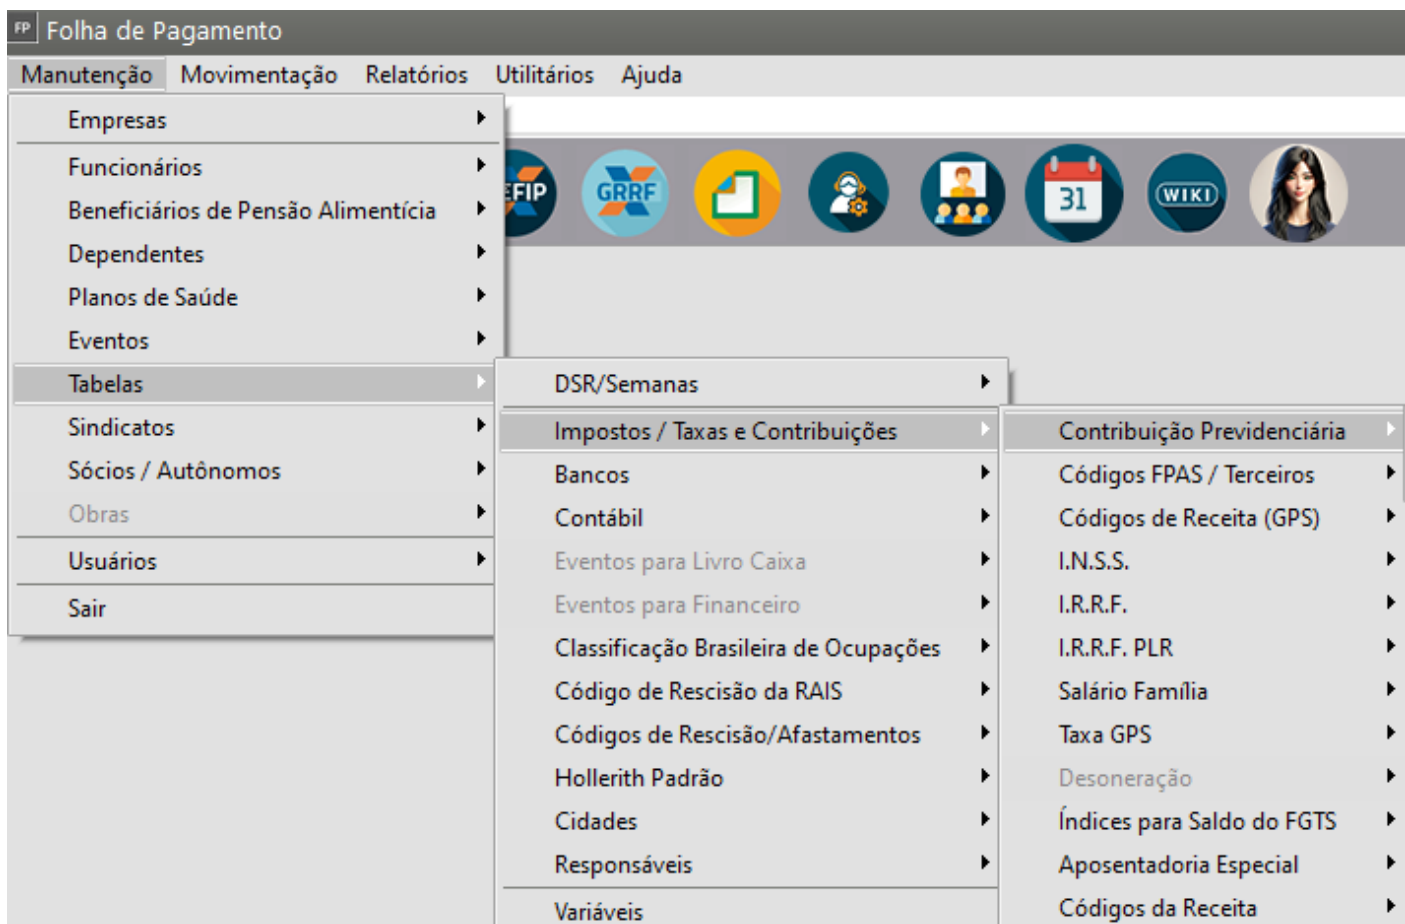 FP Folha de Pagamento
Manutenção Movimentação Relatórios Utilitários Ajuda
Empresas
Funcionários
Beneficiários de Pensão Alimentícia
Dependentes
Planos de Saúde
Eventos
Tabelas
Sindicatos
Sócios / Autônomos
Obras
Usuários
Sair
EFIP
GRRF
31
WIKI
DSR/Semanas
Impostos / Taxas e Contribuições
Bancos
Contábil
Eventos para Livro Caixa
Eventos para Financeiro
Classificação Brasileira de Ocupações
Código de Rescisão da RAIS
Códigos de Rescisão/Afastamentos
Hollerith Padrão
Cidades
Responsáveis
Variáveis
Contribuição Previdenciária
Códigos FPAS / Terceiros
Códigos de Receita (GPS)
I.N.S.S.
I.R.R.F.
I.R.R.F. PLR
Salário Família
Taxa GPS
Desoneração
Índices para Saldo do FGTS
Aposentadoria Especial
Códigos da Receita